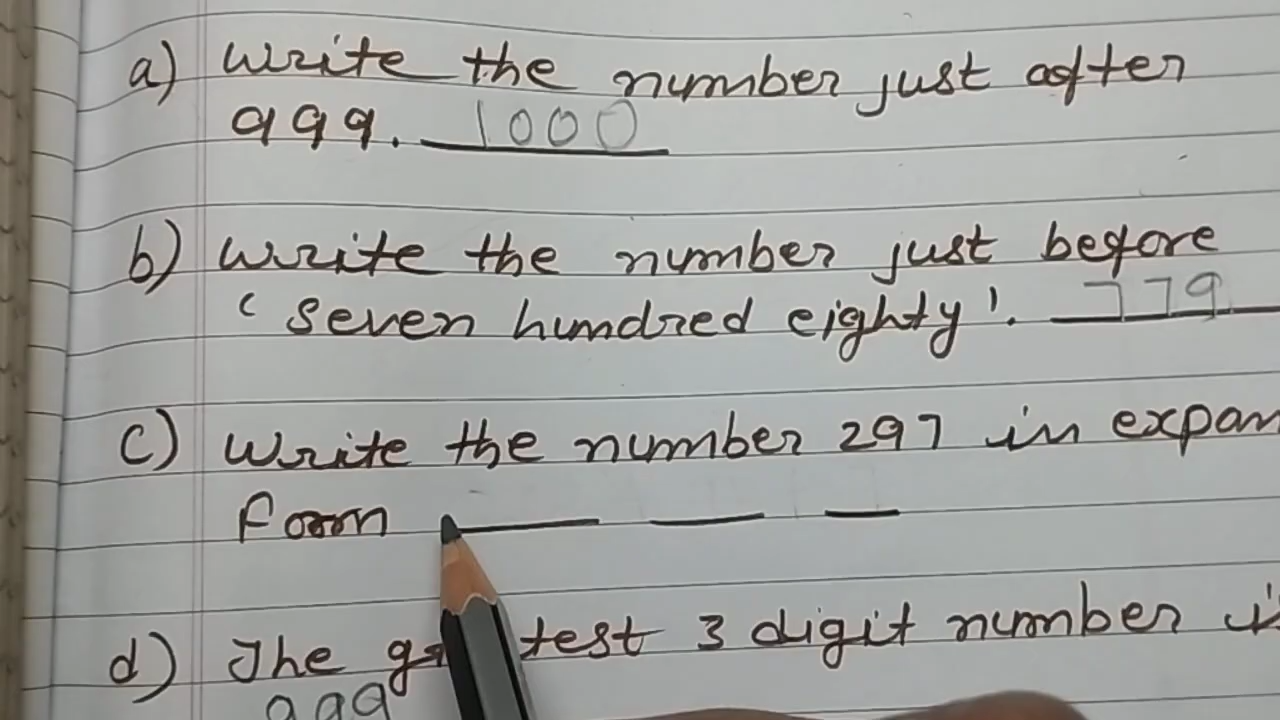 a) Write the number just after
999. 1000
b) Write the number just before
'Seven hundred eighty'. 779
c) Write the number 297 in expan
form
d) The test 3 digit number is
999